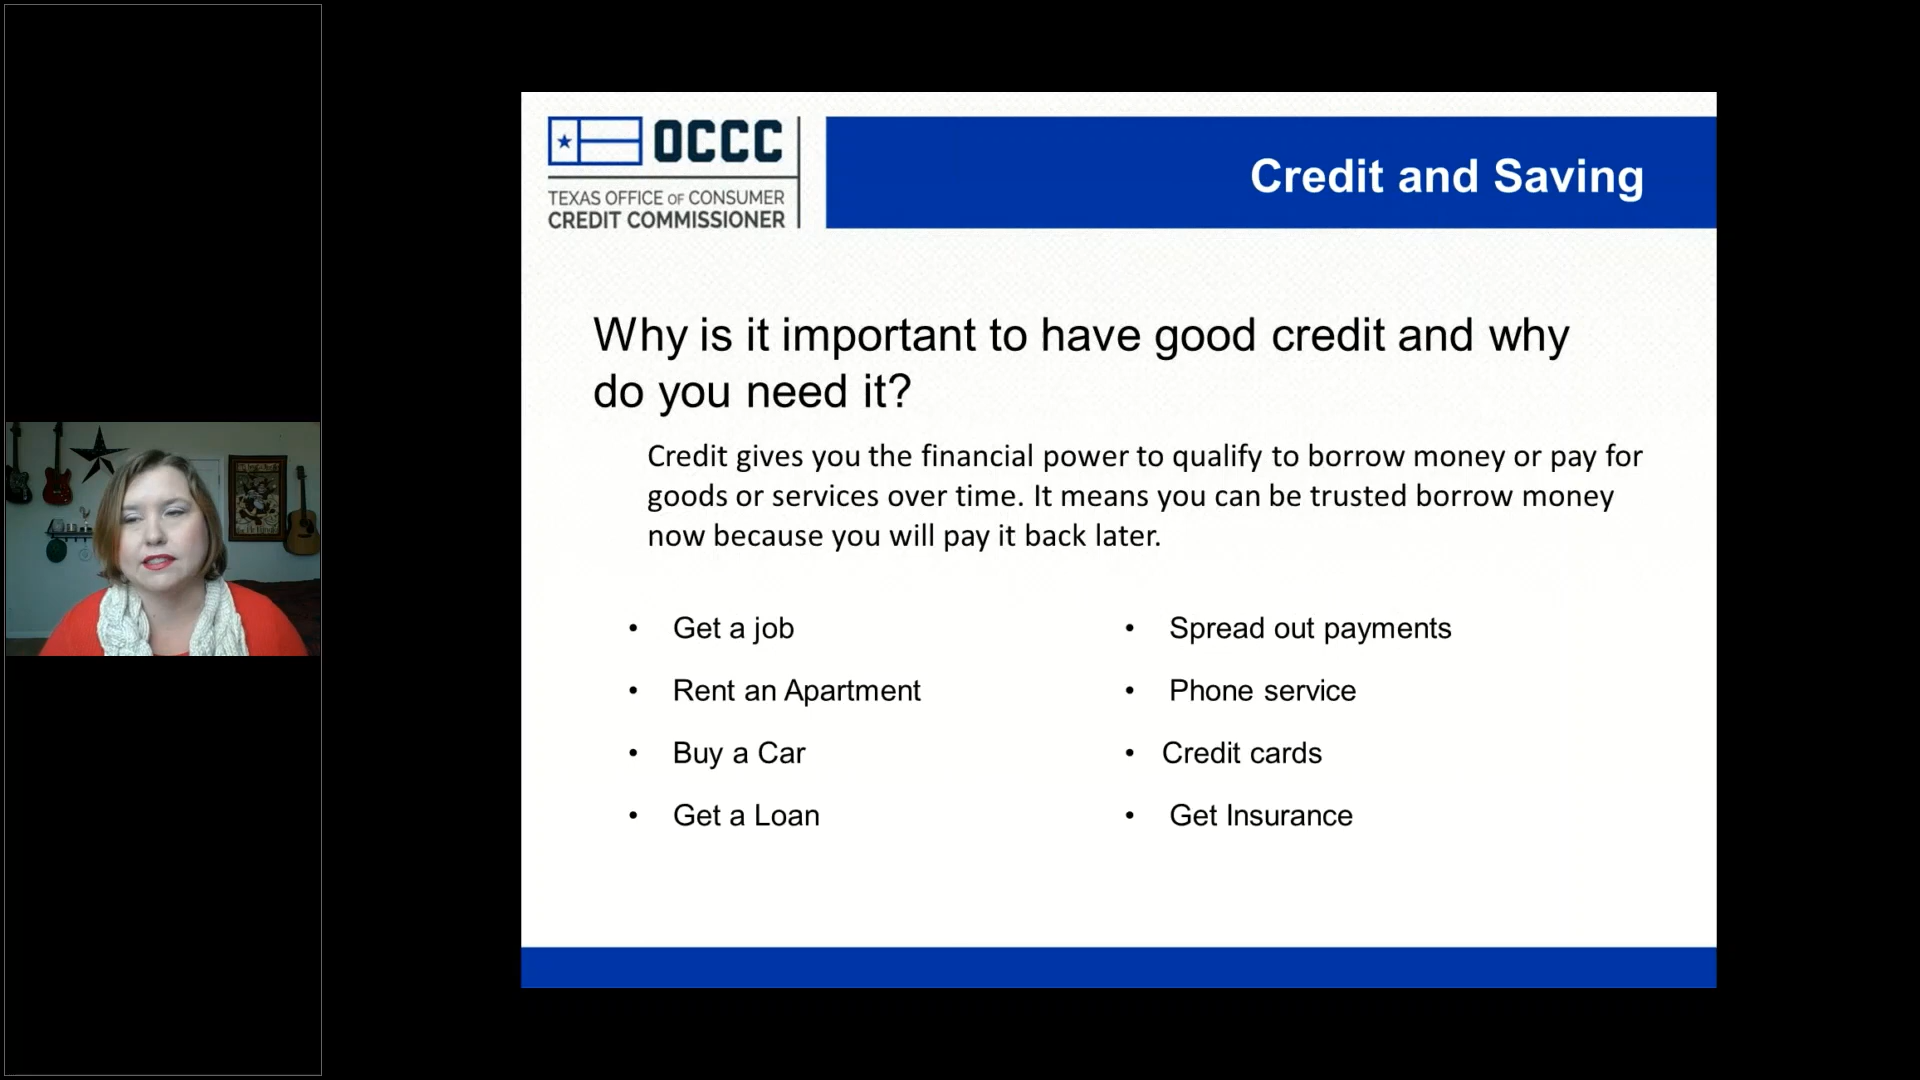 OCCC
TEXAS OFFICE OF CONSUMER
CREDIT COMMISSIONER
Credit and Saving
Why is it important to have good credit and why
do you need it?
Credit gives you the financial power to qualify to borrow money or pay for
goods or services over time. It means you can be trusted borrow money
now because you will pay it back later.
• Get a job
• Rent an Apartment
• Buy a Car
• Get a Loan
• Spread out payments
• Phone service
• Credit cards
• Get Insurance